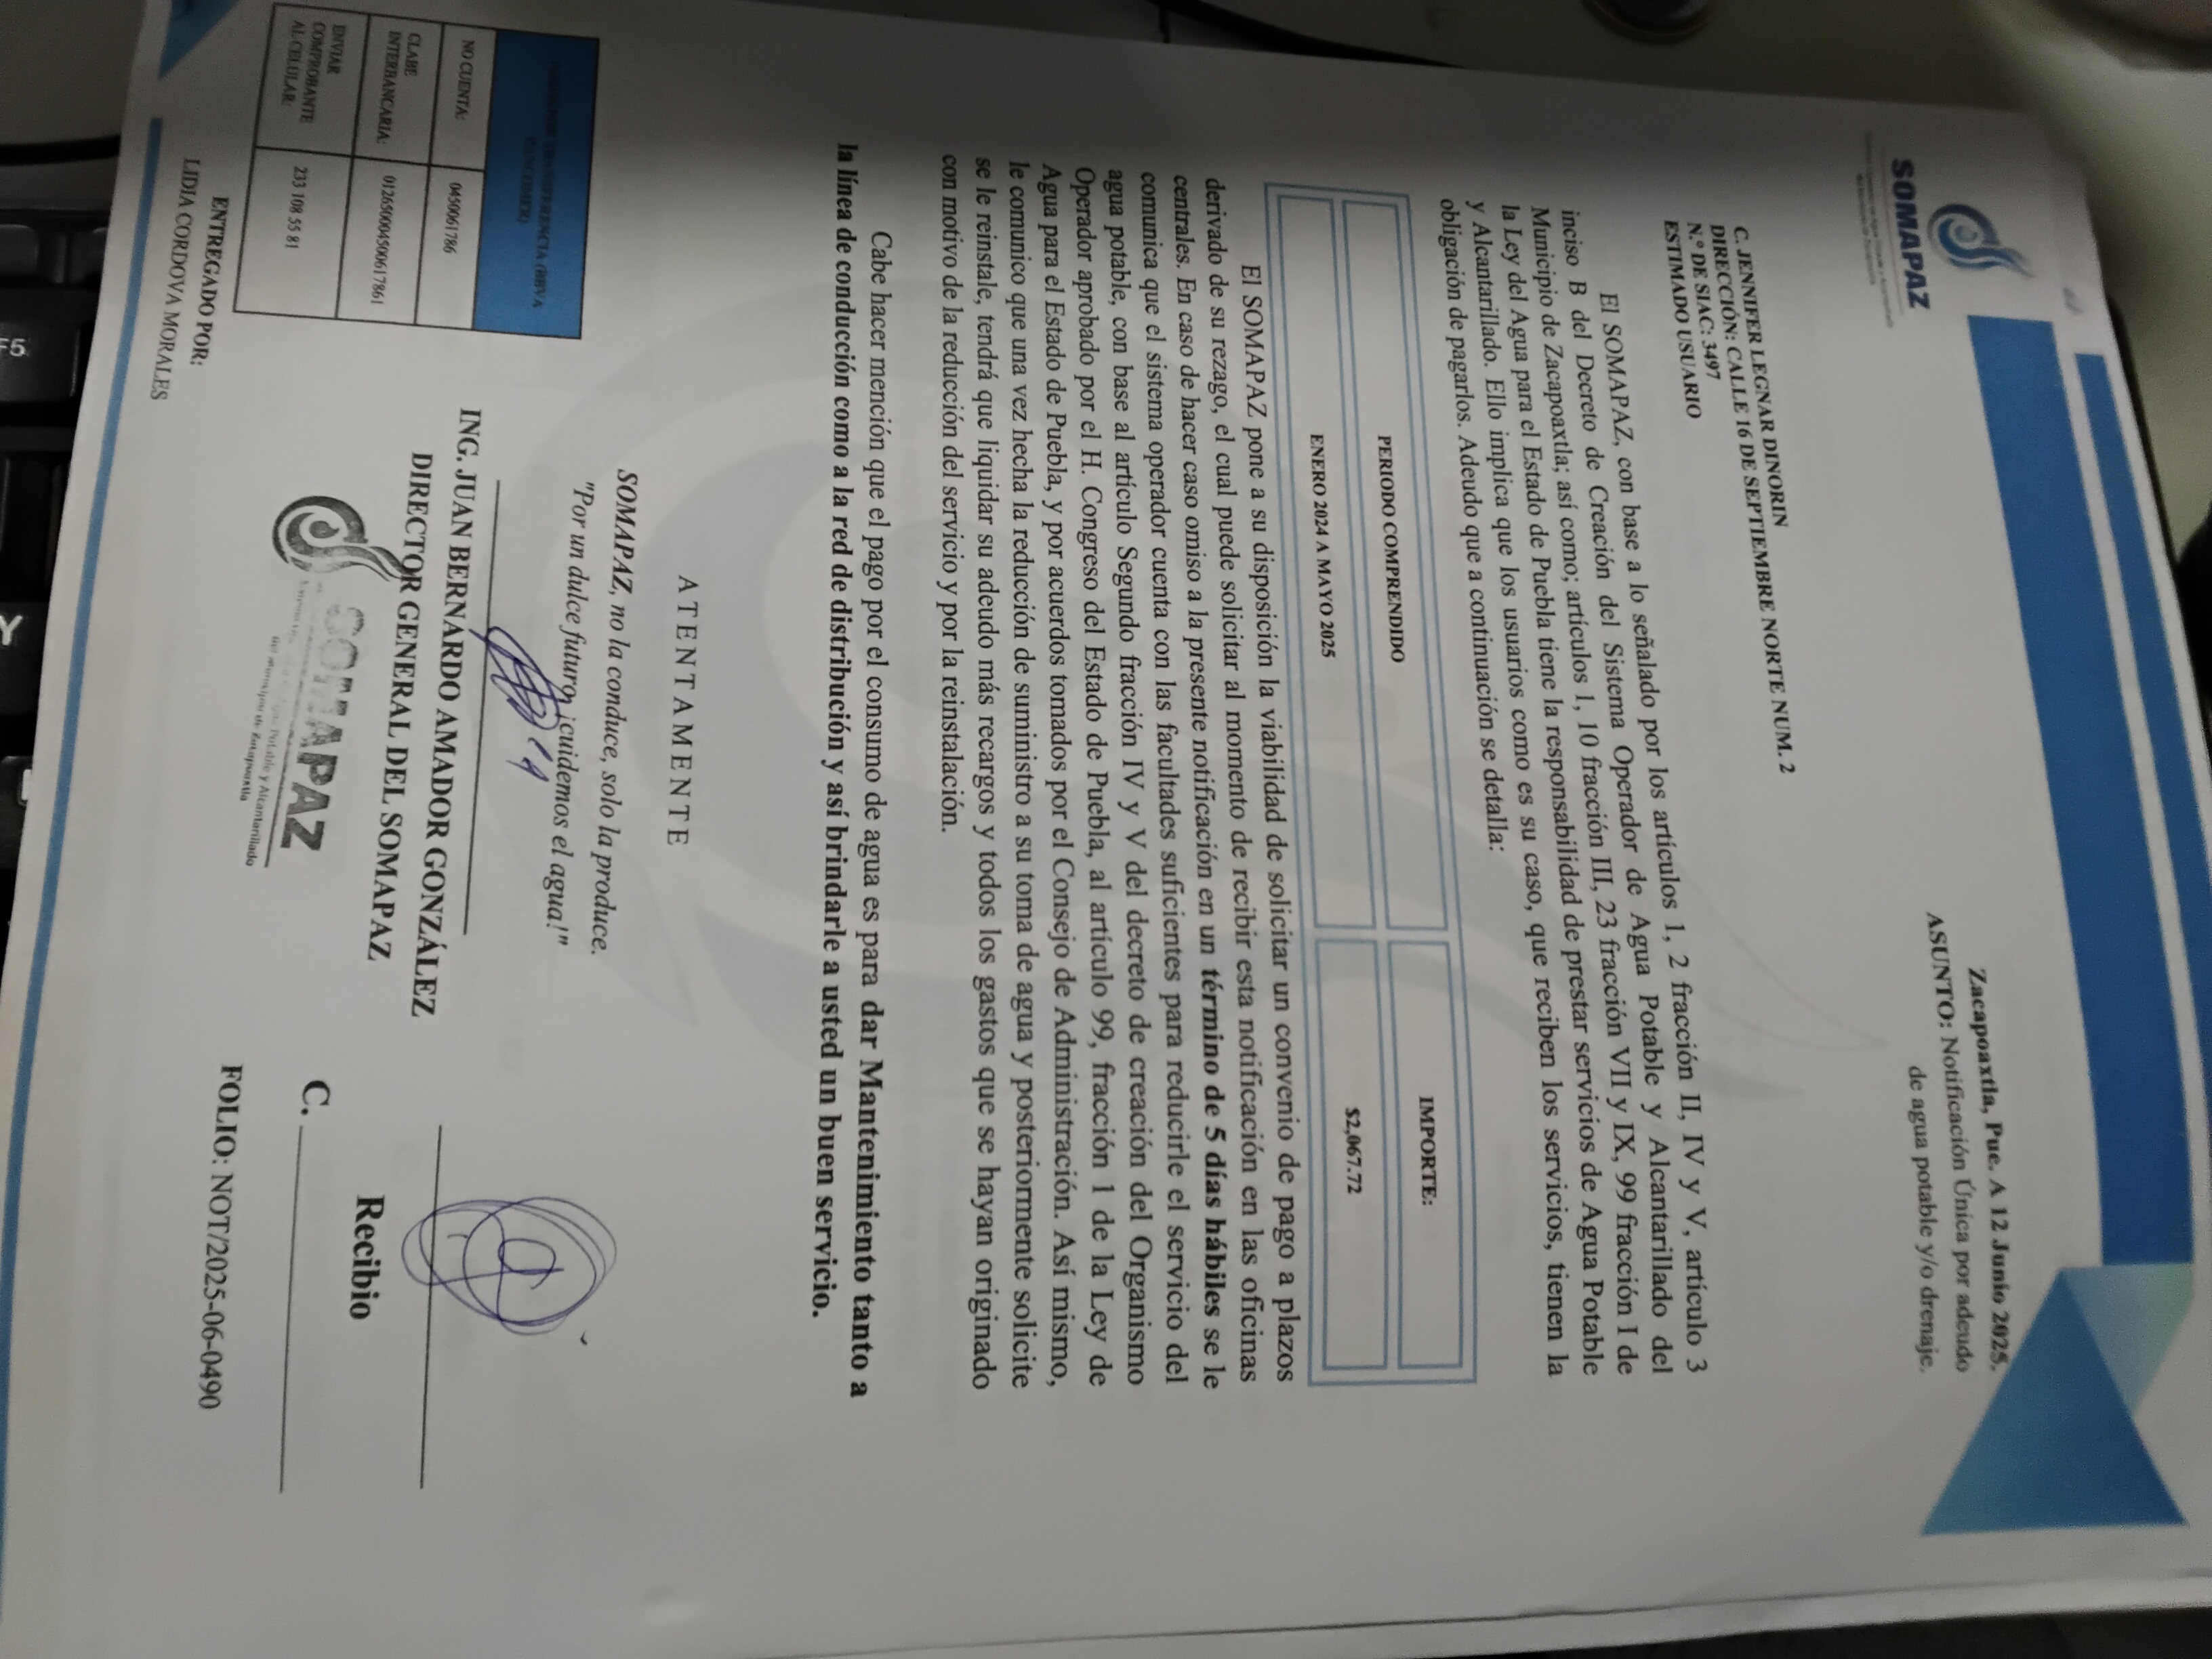 SOMAPAZ
Zacapoaxtla, Pue. A 12 Junio 2025.
ASUNTO: Notificación Única por adeudo
de agua potable y/o drenaje.
C. JENNIFER LEGNAR DINORIN
DIRECCIÓN: CALLE 16 DE SEPTIEMBRE NORTE NUM. 2
N.º DE SIAC: 3497
ESTIMADO USUARIO
El SOMAPAZ, con base a lo señalado por los artículos 1, 2 fracción II, IV y V, artículo 3
inciso B del Decreto de Creación del Sistema Operador de Agua Potable y Alcantarillado del
Municipio de Zacapoaxtla; así como; artículos 1, 10 fracción III, 23 fracción VII y IX, 99 fracción I de
la Ley del Agua para el Estado de Puebla tiene la responsabilidad de prestar servicios de Agua Potable
y Alcantarillado. Ello implica que los usuarios como es su caso, que reciben los servicios, tienen la
obligación de pagarlos. Adeudo que a continuación se detalla:
PERIODO COMPRENDIDO
IMPORTE:
ENERO 2024 A MAYO 2025
$2,067.72
El SOMAPAZ pone a su disposición la viabilidad de solicitar un convenio de pago a plazos
derivado de su rezago, el cual puede solicitar al momento de recibir esta notificación en las oficinas
centrales. En caso de hacer caso omiso a la presente notificación en un término de 5 días hábiles se le
comunica que el sistema operador cuenta con las facultades suficientes para reducirle el servicio del
agua potable, con base al artículo Segundo fracción IV y V del decreto de creación del Organismo
Operador aprobado por el H. Congreso del Estado de Puebla, al artículo 99, fracción 1 de la Ley de
Agua para el Estado de Puebla, y por acuerdos tomados por el Consejo de Administración. Así mismo,
le comunico que una vez hecha la reducción de suministro a su toma de agua y posteriormente solicite
se le reinstale, tendrá que liquidar su adeudo más recargos y todos los gastos que se hayan originado
con motivo de la reducción del servicio y por la reinstalación.
Cabe hacer mención que el pago por el consumo de agua es para dar Mantenimiento tanto a
la línea de conducción como a la red de distribución y así brindarle a usted un buen servicio.
ATENTAMENTE
SOMAPAZ, no la conduce, solo la produce.
"Por un dulce futuro, ¡cuidemos el agua!"
ING. JUAN BERNARDO AMADOR GONZÁLEZ
DIRECTOR GENERAL DEL SOMAPAZ
SOMAPAZ
Potable y Alcantarillado
Del Municipio de Zacapoaxtla
TRANSFERENCIA (BBVA
BANCOMER)
NO CUENTA:
0450061786
CLABE
INTERBANCARIA:
012650004500617861
ENVIAR
COMPROBANTE
AL CELULAR:
233 108 55 81
ENTREGADO POR:
LIDIA CORDOVA MORALES
Recibio
C.
FOLIO: NOT/2025-06-0490
F5
Y